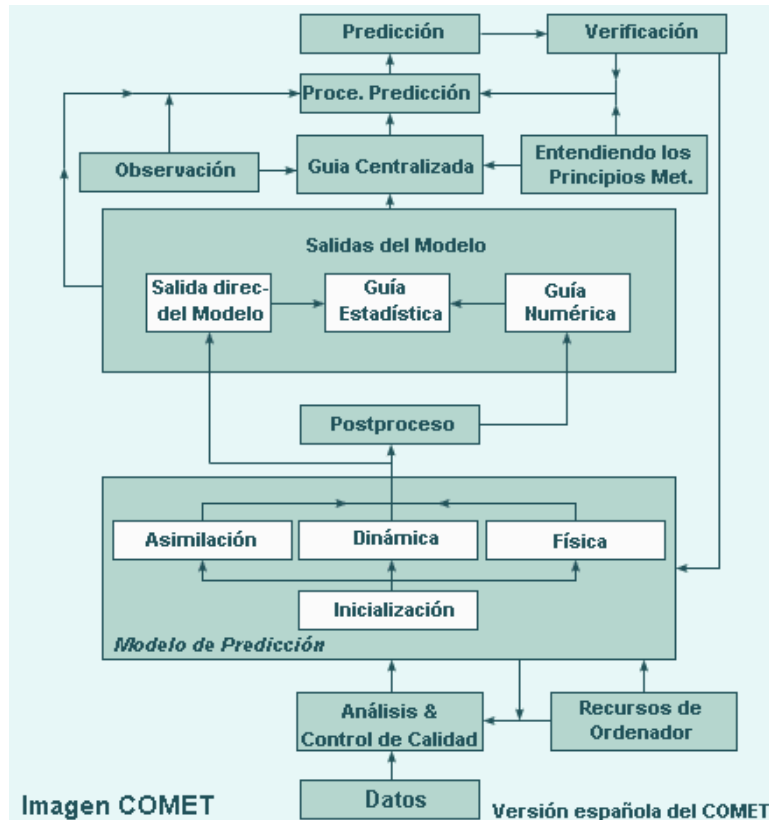 Predicción
Verificación
Proce. Predicción
Observación
Guia Centralizada
Entendiendo los
Principios Met.
Salidas del Modelo
Salida direc-
del Modelo
Guía
Estadística
Guía
Numérica
Postproceso
Asimilación
Dinámica
Física
Inicialización
Modelo de Predicción
Análisis &
Control de Calidad
Recursos de
Ordenador
Datos
Imagen COMET
Versión española del COMET